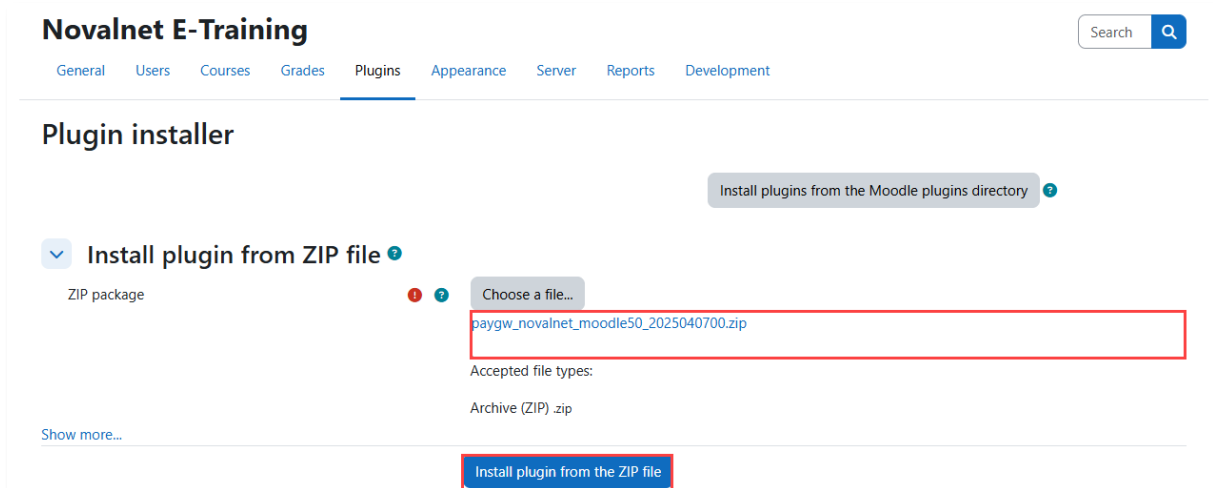 Novalnet E-Training
Search
General Users Courses Grades Plugins Appearance Server Reports Development
Plugin installer
Install plugins from the Moodle plugins directory ?
Install plugin from ZIP file ?
ZIP package ! ? Choose a file...
paygw_novalnet_moodle50_2025040700.zip
Accepted file types:
Archive (ZIP) .zip
Show more...
Install plugin from the ZIP file